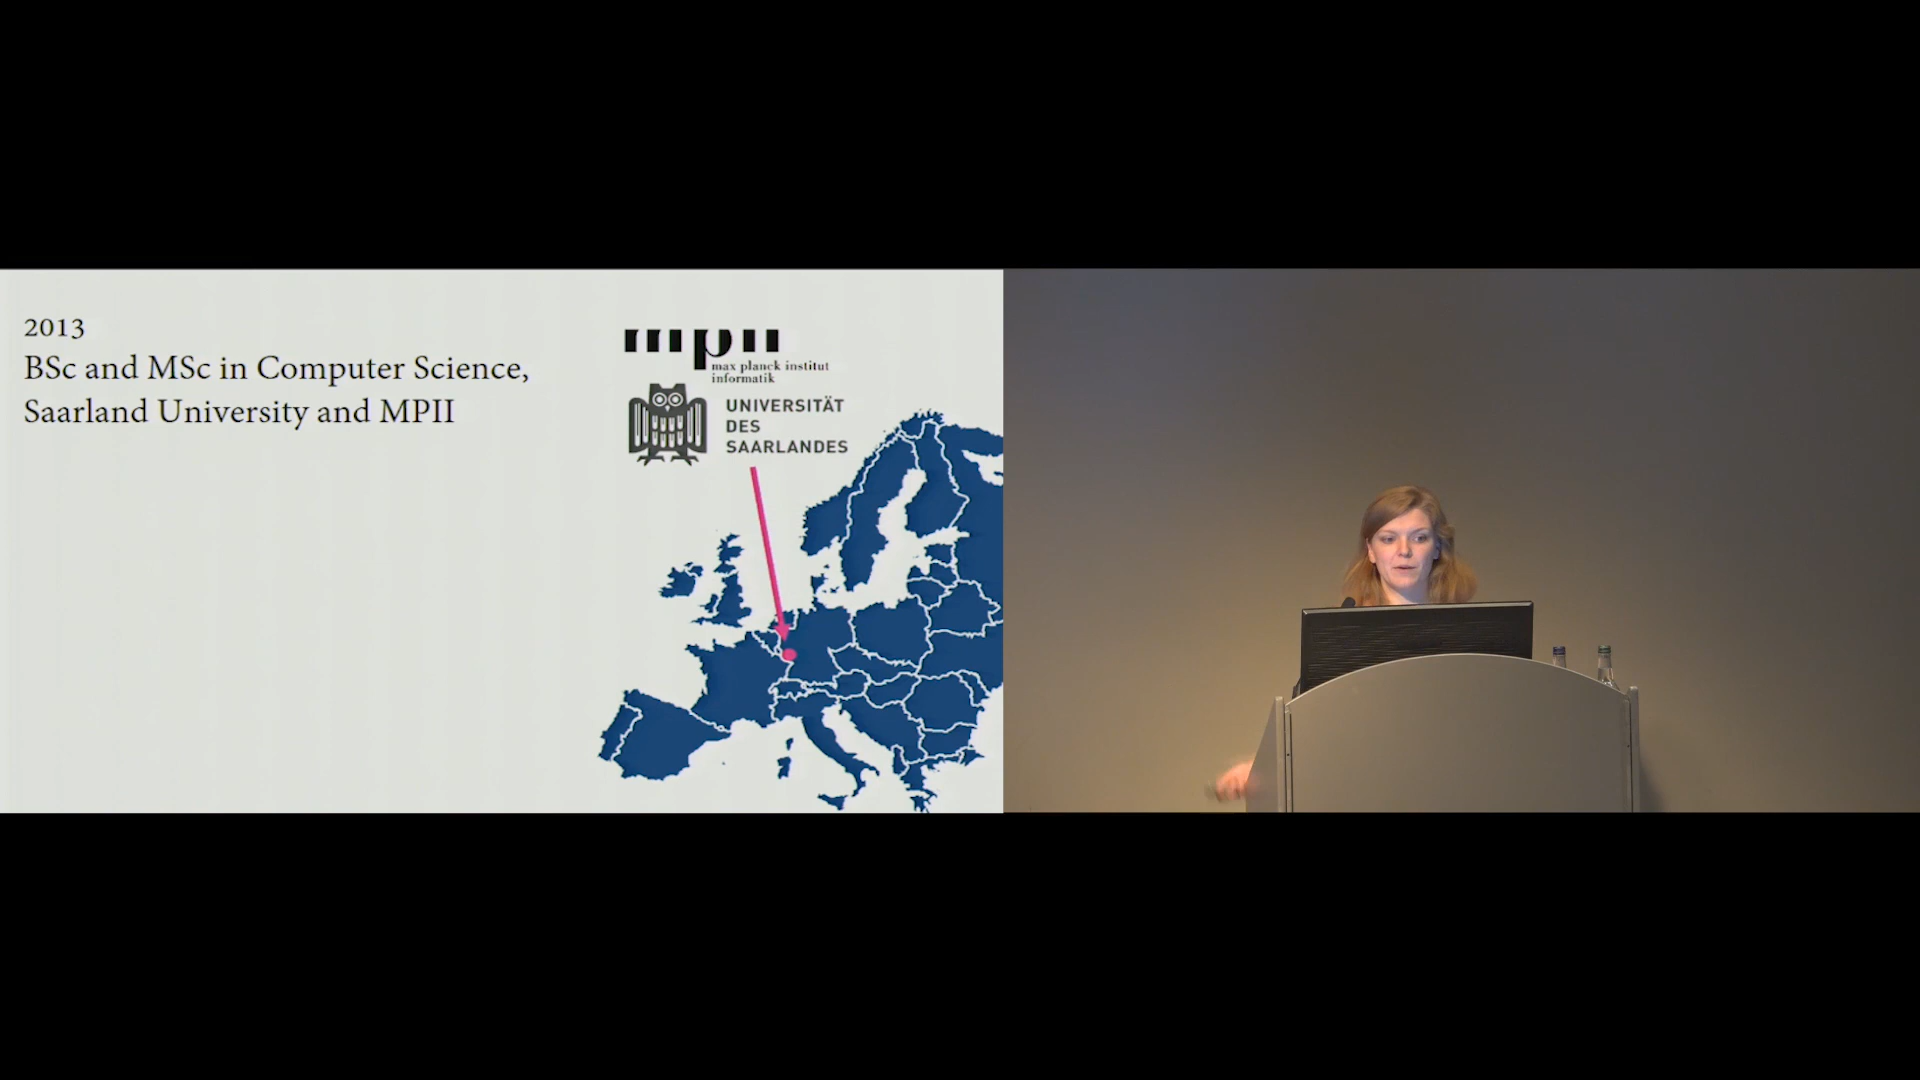 2013
BSc and MSc in Computer Science,
Saarland University and MPII
mpii
max planck institut
informatik
UNIVERSITÄT
DES
SAARLANDES